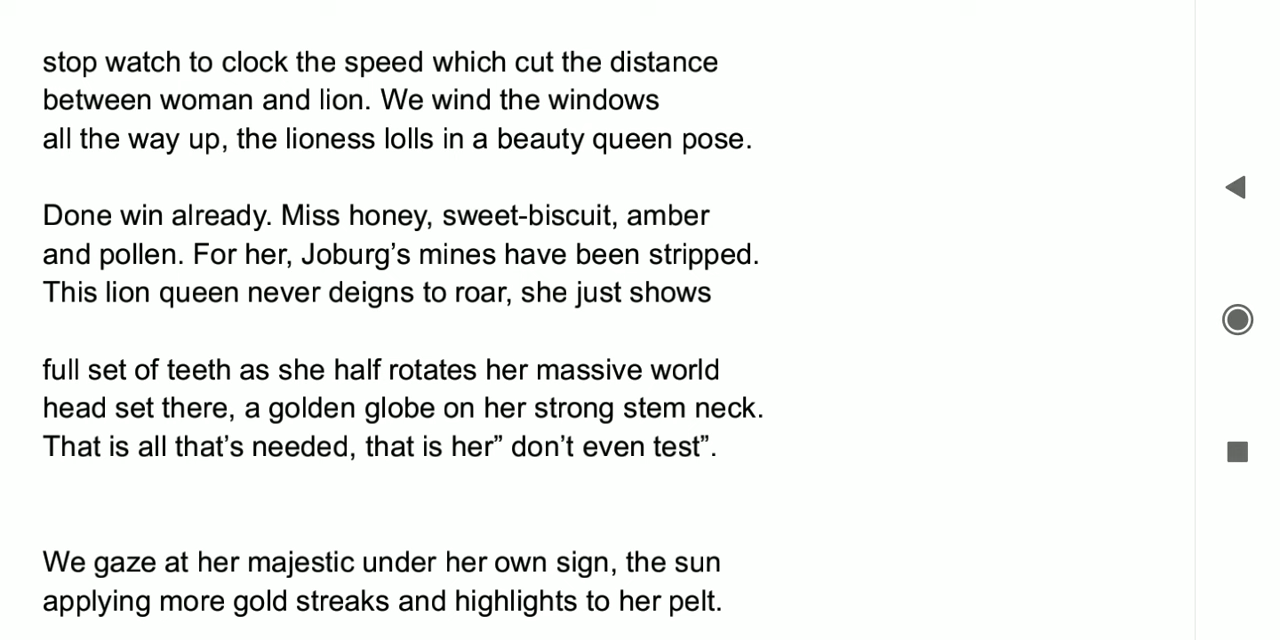 stop watch to clock the speed which cut the distance
between woman and lion. We wind the windows
all the way up, the lioness lolls in a beauty queen pose.
Done win already. Miss honey, sweet-biscuit, amber
and pollen. For her, Joburg’s mines have been stripped.
This lion queen never deigns to roar, she just shows
full set of teeth as she half rotates her massive world
head set there, a golden globe on her strong stem neck.
That is all that’s needed, that is her” don’t even test”.
We gaze at her majestic under her own sign, the sun
applying more gold streaks and highlights to her pelt.